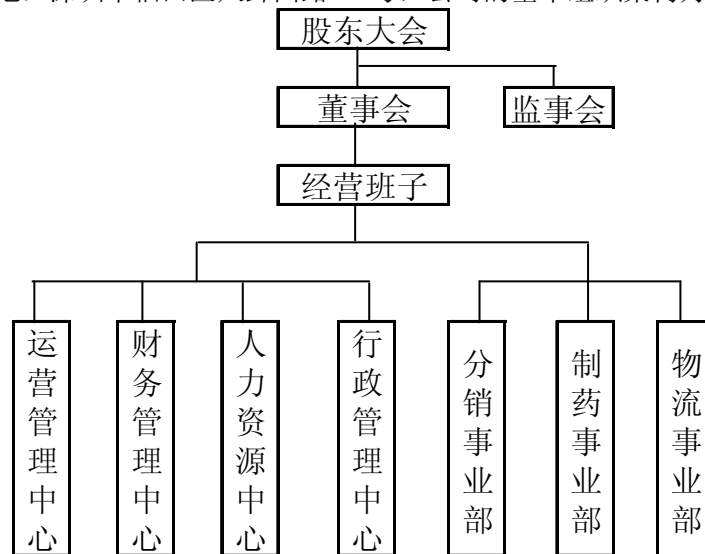 股东大会
董事会
监事会
经营班子
运营管理中心
财务管理中心
人力资源中心
行政管理中心
分销事业部
制药事业部
物流事业部